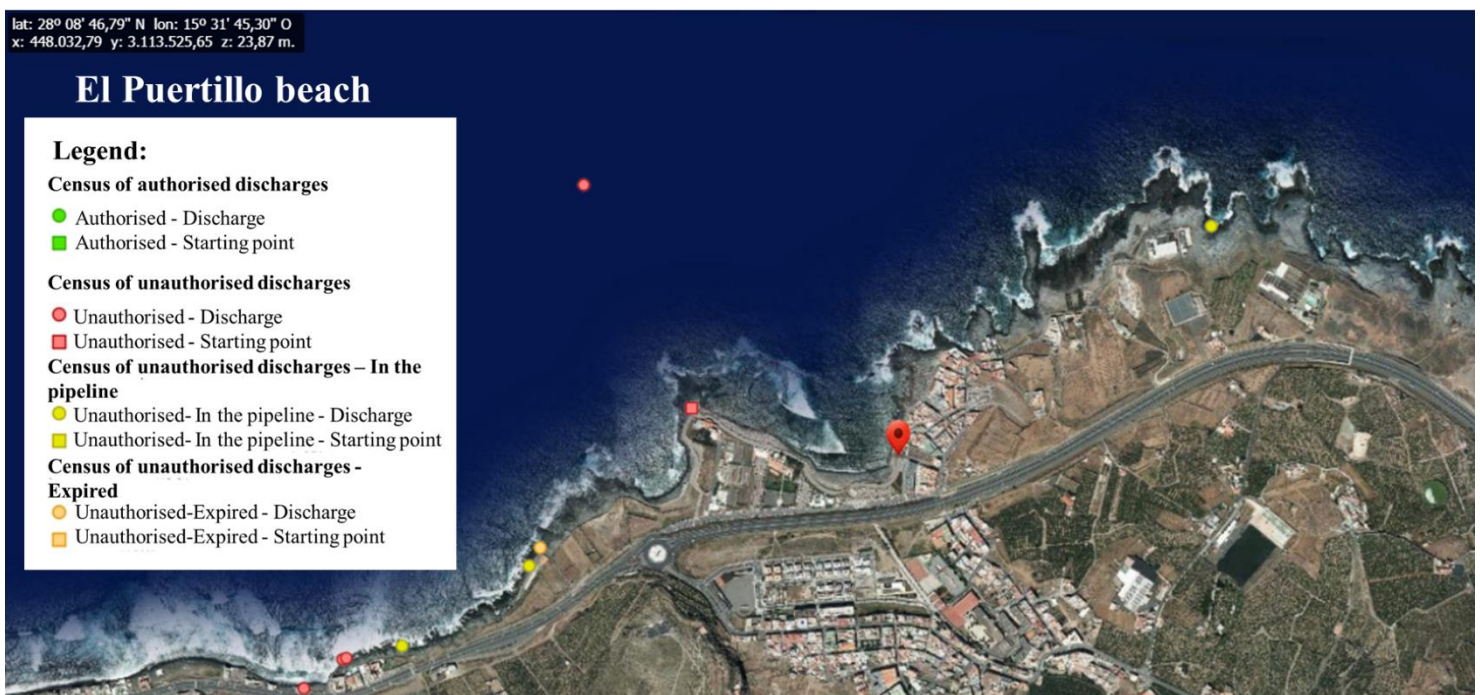 lat: 28º 08' 46,79" N lon: 15º 31' 45,30" O
x: 448.032,79 y: 3.113.525,65 z: 23,87 m.
El Puertillo beach
Legend:
Census of authorised discharges
Authorised - Discharge
Authorised - Starting point
Census of unauthorised discharges
Unauthorised - Discharge
Unauthorised - Starting point
Census of unauthorised discharges – In the
pipeline
Unauthorised- In the pipeline - Discharge
Unauthorised- In the pipeline - Starting point
Census of unauthorised discharges -
Expired
Unauthorised-Expired - Discharge
Unauthorised-Expired - Starting point